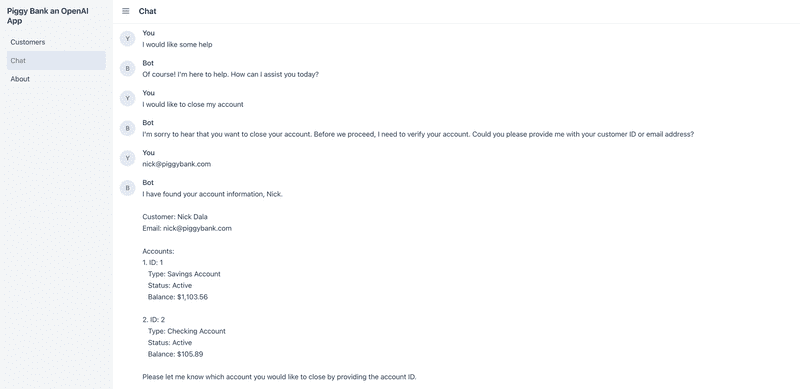 Piggy Bank an OpenAI
App
Customers
Chat
About
Chat
Y
You
I would like some help
B
Bot
Of course! I'm here to help. How can I assist you today?
Y
You
I would like to close my account
B
Bot
I'm sorry to hear that you want to close your account. Before we proceed, I need to verify your account. Could you please provide me with your customer ID or email address?
Y
You
nick@piggybank.com
B
Bot
I have found your account information, Nick.
Customer: Nick Dala
Email: nick@piggybank.com
Accounts:
1. ID: 1
Type: Savings Account
Status: Active
Balance: $1,103.56
2. ID: 2
Type: Checking Account
Status: Active
Balance: $105.89
Please let me know which account you would like to close by providing the account ID.